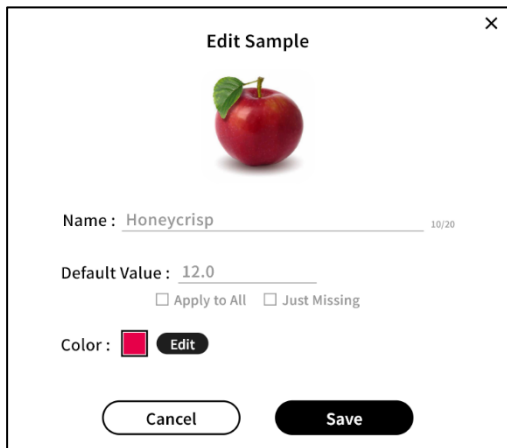 ×
Edit Sample
Name : Honeycrisp 10/20
Default Value : 12.0
Apply to All Just Missing
Color : Edit
Cancel Save